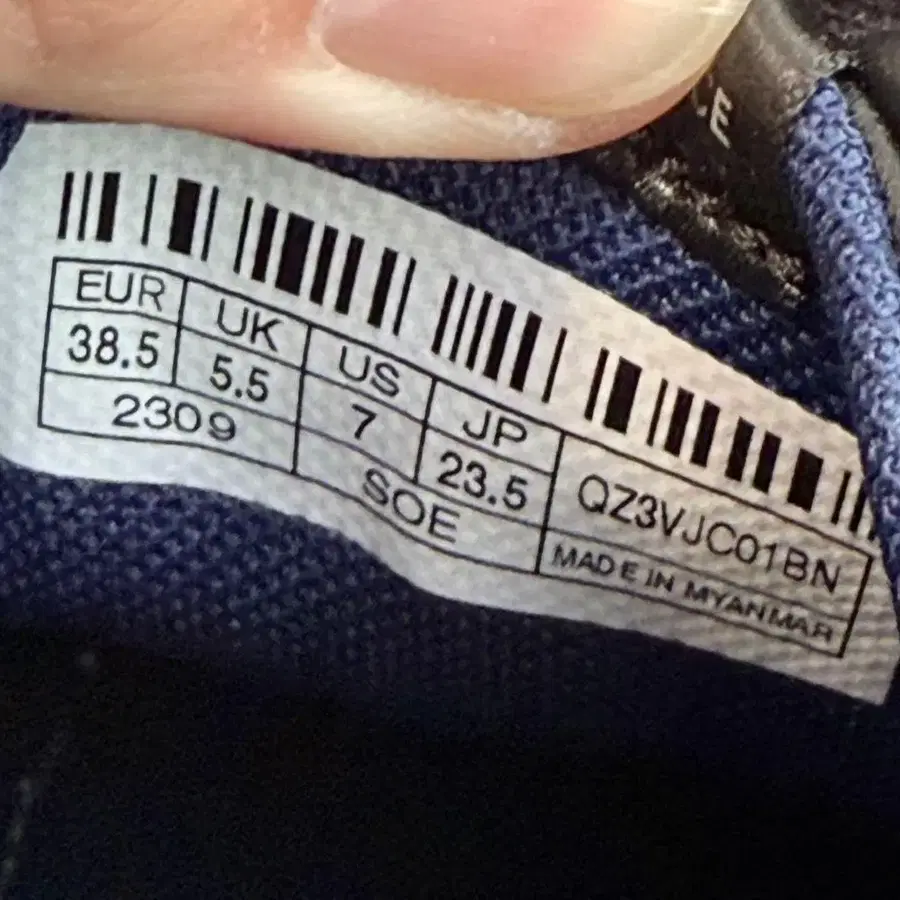 .E
EUR UK US JP
38.5 5.5 7 23.5 QZ3VJC01BN
2309 SOE MADE IN MYANMAR